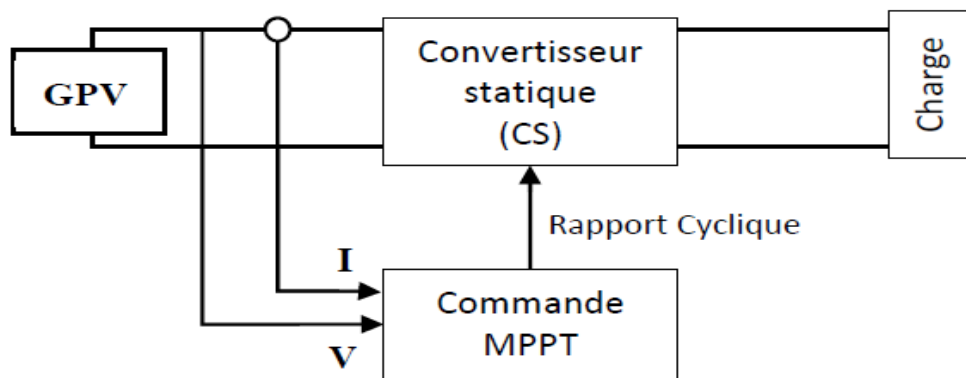 GPV
Convertisseur
statique
(CS)
Charge
Rapport Cyclique
I
V
Commande
MPPT